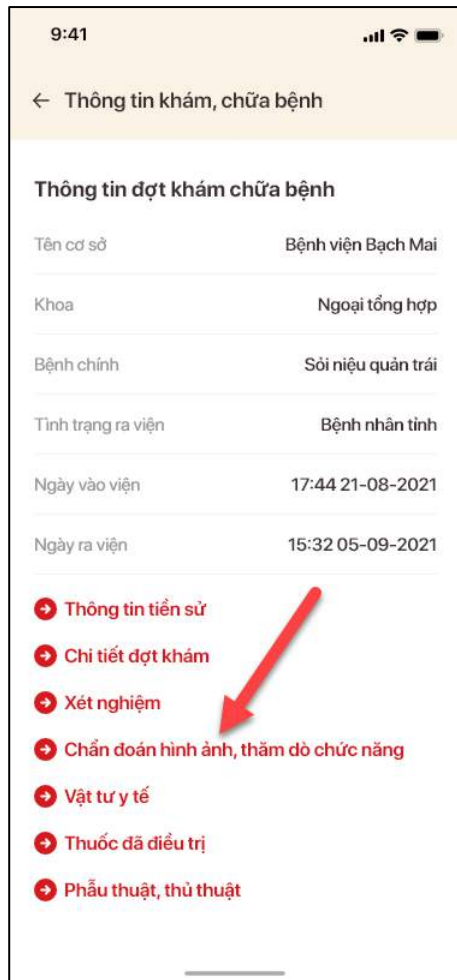 9:41
← Thông tin khám, chữa bệnh
Thông tin đợt khám chữa bệnh
Tên cơ sở Bệnh viện Bạch Mai
Khoa Ngoại tổng hợp
Bệnh chính Sỏi niệu quản trái
Tình trạng ra viện Bệnh nhân tỉnh
Ngày vào viện 17:44 21-08-2021
Ngày ra viện 15:32 05-09-2021
Thông tin tiền sử
Chi tiết đợt khám
Xét nghiệm
Chẩn đoán hình ảnh, thăm dò chức năng
Vật tư y tế
Thuốc đã điều trị
Phẫu thuật, thủ thuật